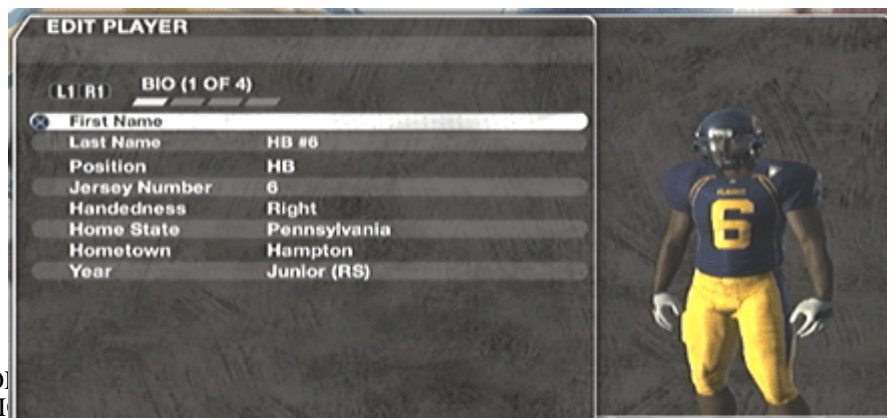 EDIT PLAYER
L1 R1 BIO (1 OF 4)
First Name
Last Name HB #6
Position HB
Jersey Number 6
Handedness Right
Home State Pennsylvania
Hometown Hampton
Year Junior (RS)
6